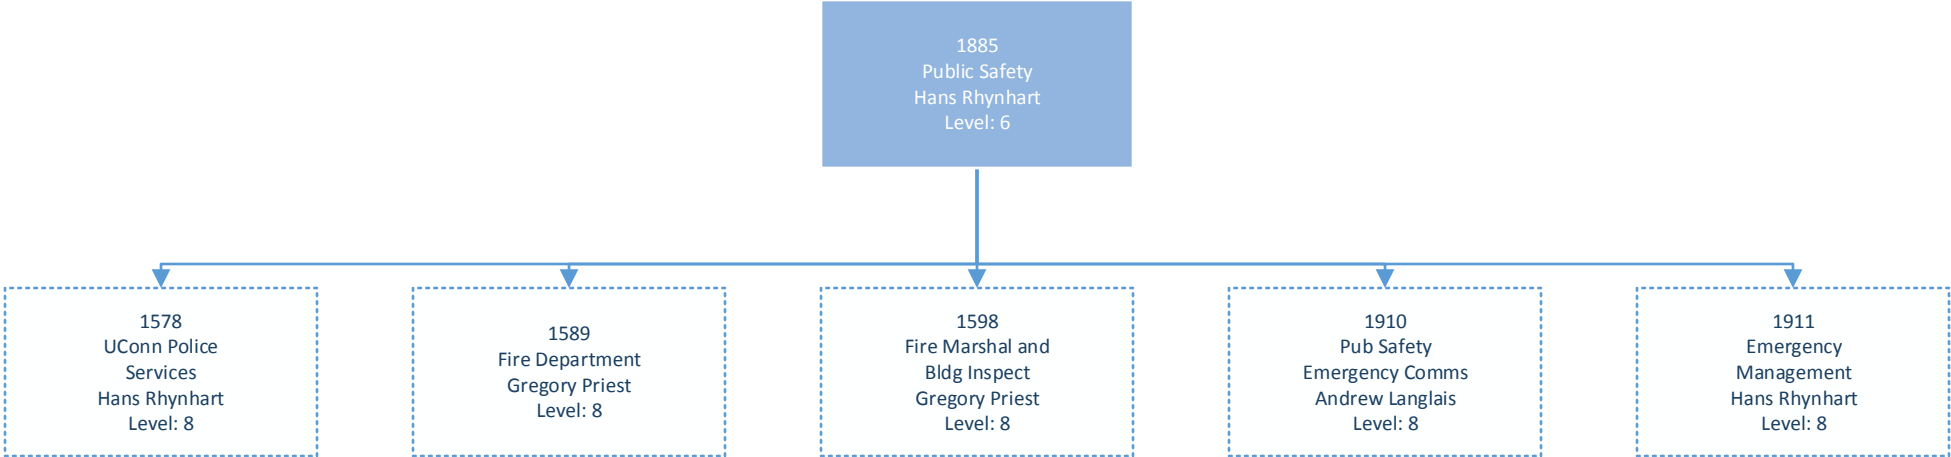 1885
Public Safety
Hans Rhynhart
Level: 6
1578
UConn Police
Services
Hans Rhynhart
Level: 8
1589
Fire Department
Gregory Priest
Level: 8
1598
Fire Marshal and
Bldg Inspect
Gregory Priest
Level: 8
1910
Pub Safety
Emergency Comms
Andrew Langlais
Level: 8
1911
Emergency
Management
Hans Rhynhart
Level: 8